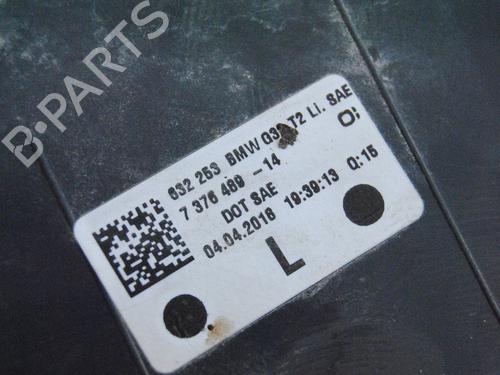 B-PARTS
632 253 BMW G30 T2 LI. SAE
7 376 469 -14 O:
DOT SAE
04.04.2018 19:39:13 Q:15
L